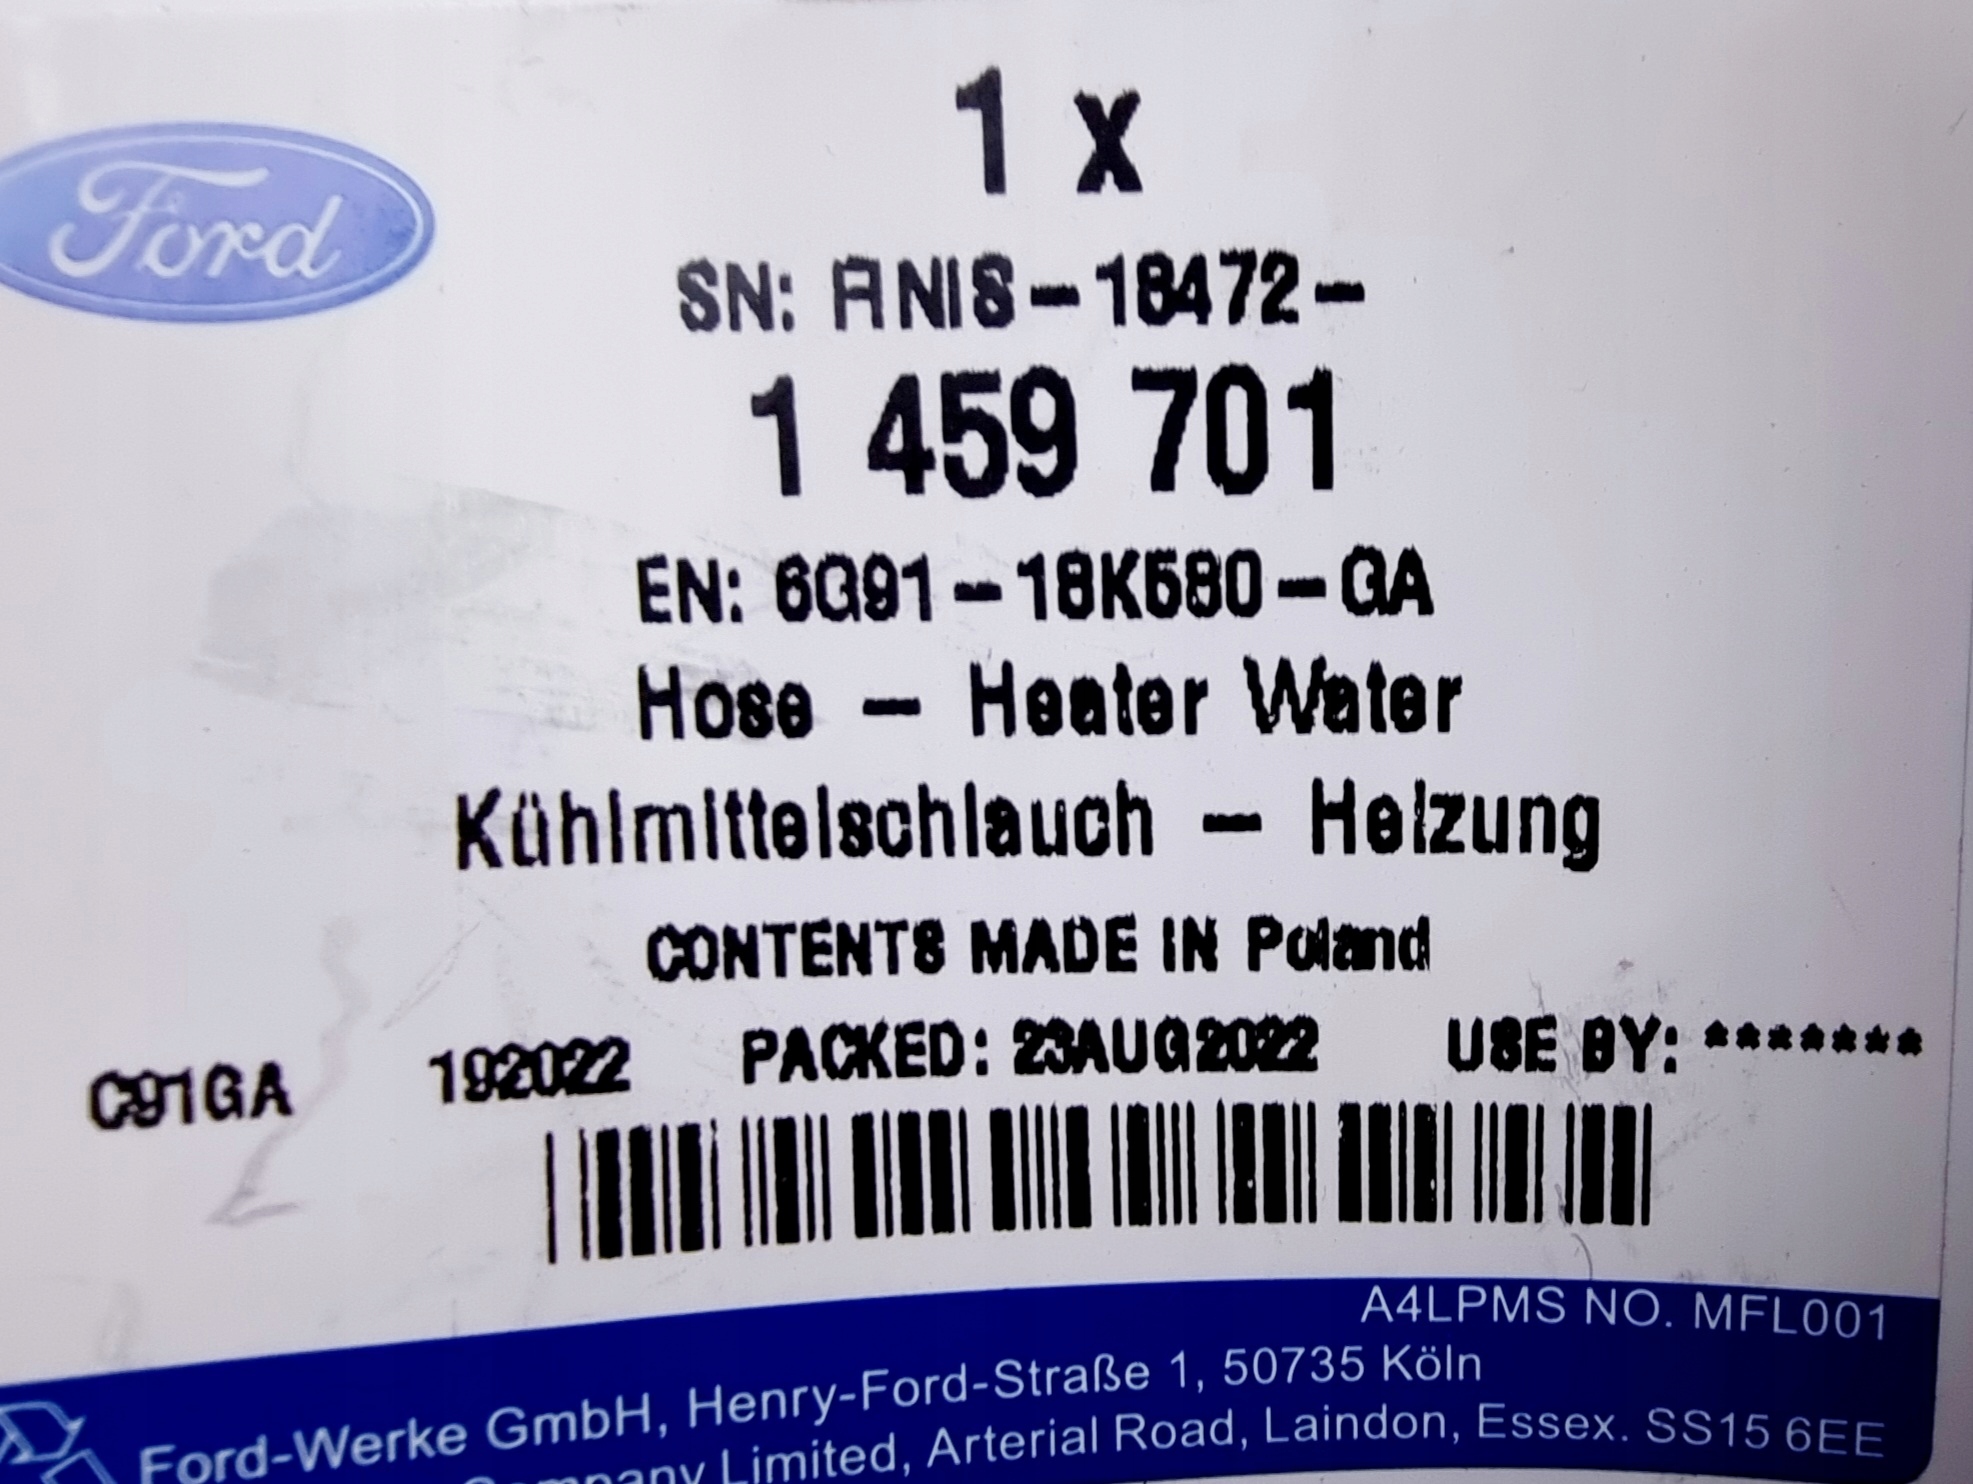 Ford
1 x
SN: ANIS-18472-
1 459 701
EN: 6G91-18K580-GA
Hose - Heater Water
Kühlmittelschlauch - Heizung
CONTENTS MADE IN Poland
C91GA 192022 PACKED: 23AUG2022 USE BY: *******
A4LPMS NO. MFL001
Ford-Werke GmbH, Henry-Ford-Straße 1, 50735 Köln
Company Limited, Arterial Road, Laindon, Essex. SS15 6EE